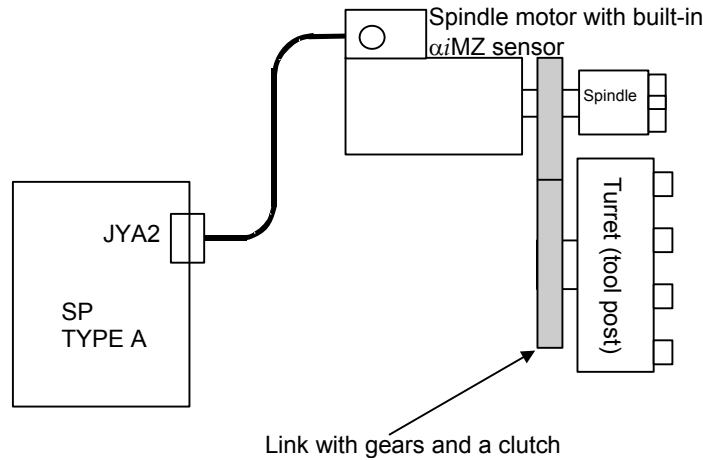 Spindle motor with built-in
αiMZ sensor
Spindle
JYA2
Turret (tool post)
SP
TYPE A
Link with gears and a clutch